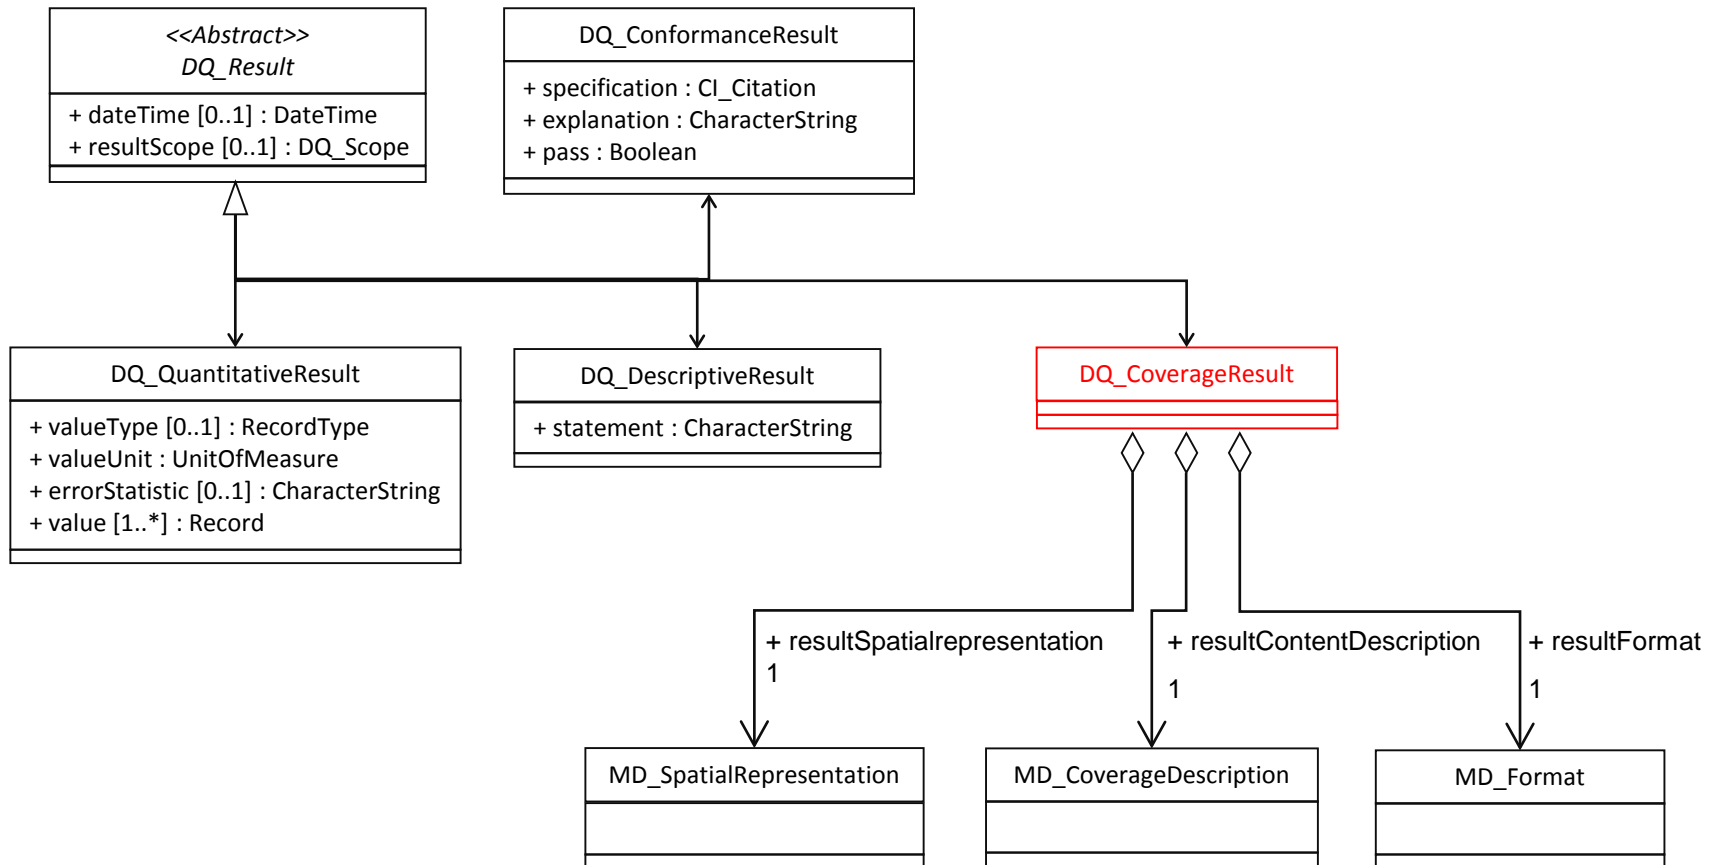 <<Abstract>>
DQ_Result
+ dateTime [0..1] : DateTime
+ resultScope [0..1] : DQ_Scope
DQ_ConformanceResult
+ specification : CI_Citation
+ explanation : CharacterString
+ pass : Boolean
DQ_QuantitativeResult
+ valueType [0..1] : RecordType
+ valueUnit : UnitOfMeasure
+ errorStatistic [0..1] : CharacterString
+ value [1..*] : Record
DQ_DescriptiveResult
+ statement : CharacterString
DQ_CoverageResult
+ resultSpatialrepresentation
1
+ resultContentDescription
1
+ resultFormat
1
MD_SpatialRepresentation
MD_CoverageDescription
MD_Format